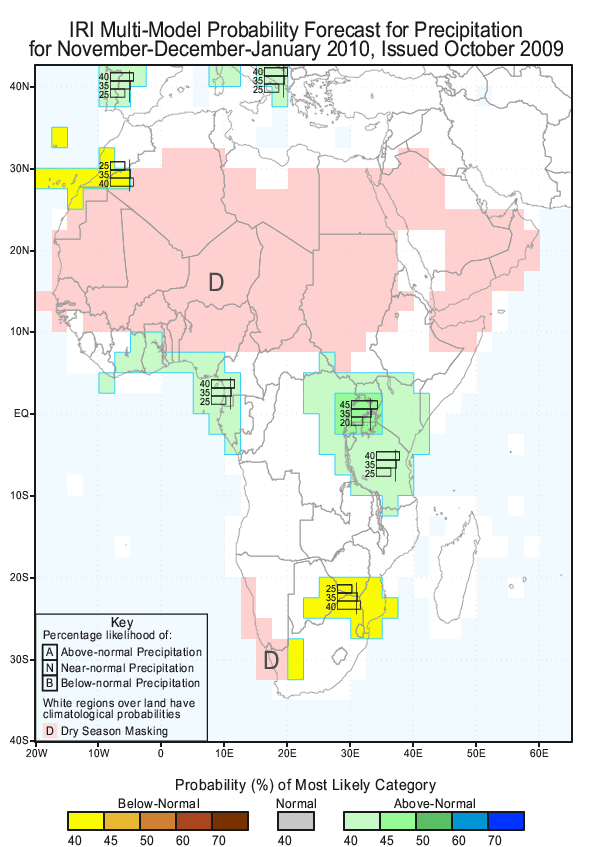 IRI Multi-Model Probability Forecast for Precipitation
for November-December-January 2010, Issued October 2009
40N
30N
20N
10N
EQ
10S
20S
30S
40S
40
35
25
40
35
25
25
35
40
D
40
35
25
45
35
20
40
35
25
25
35
40
D
Key
Percentage likelihood of:
A Above-normal Precipitation
N Near-normal Precipitation
B Below-normal Precipitation
White regions over land have
climatological probabilities
D Dry Season Masking
20W 10W 0 10E 20E 30E 40E 50E 60E
Probability (%) of Most Likely Category
Below-Normal Normal Above-Normal
40 45 50 60 70 40 40 45 50 60 70